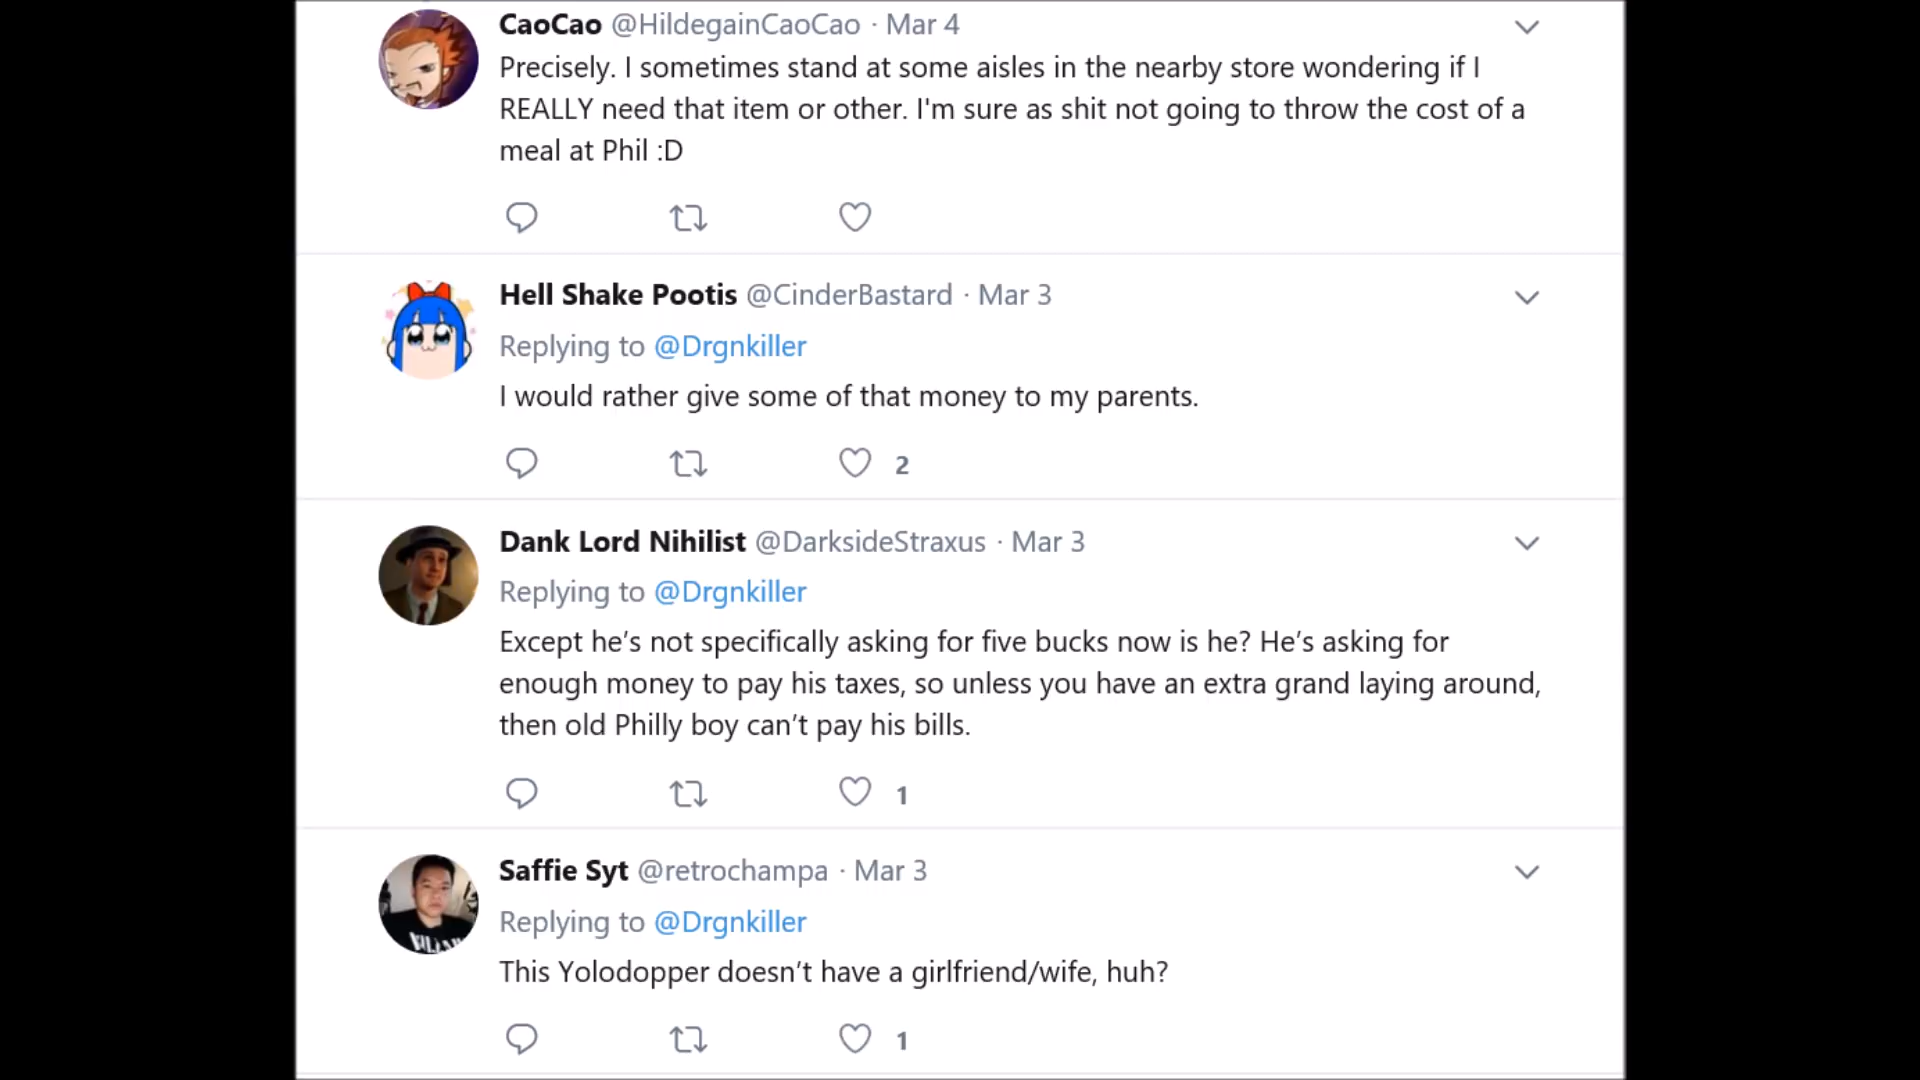 CaoCao @HildegainCaoCao · Mar 4
Precisely. I sometimes stand at some aisles in the nearby store wondering if I
REALLY need that item or other. I'm sure as shit not going to throw the cost of a
meal at Phil :D
Hell Shake Pootis @CinderBastard · Mar 3
Replying to @Drgnkiller
I would rather give some of that money to my parents.
2
Dank Lord Nihilist @DarksideStraxus · Mar 3
Replying to @Drgnkiller
Except he’s not specifically asking for five bucks now is he? He’s asking for
enough money to pay his taxes, so unless you have an extra grand laying around,
then old Philly boy can’t pay his bills.
1
Saffie Syt @retrochampa · Mar 3
Replying to @Drgnkiller
This Yolodopper doesn’t have a girlfriend/wife, huh?
1